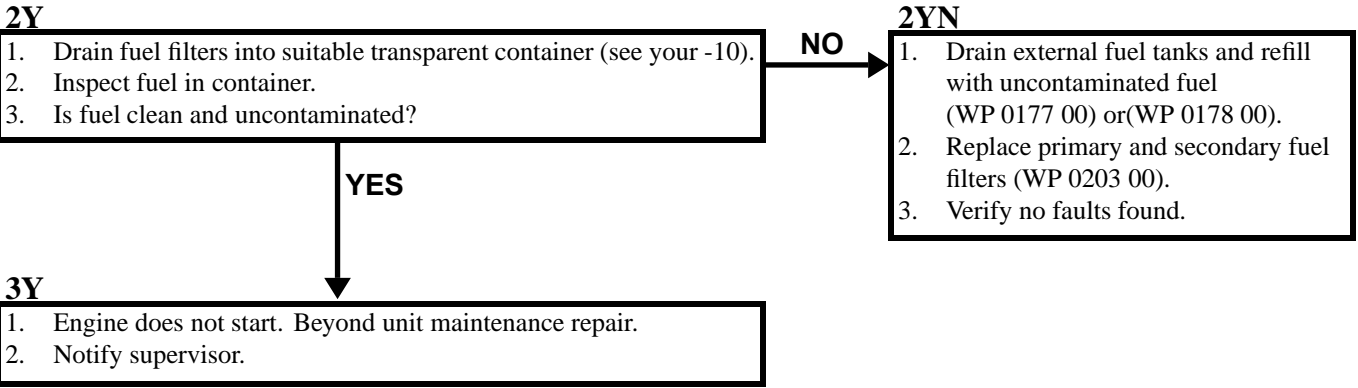 2Y
1. Drain fuel filters into suitable transparent container (see your -10).
2. Inspect fuel in container.
3. Is fuel clean and uncontaminated?
NO
2YN
1. Drain external fuel tanks and refill
with uncontaminated fuel
(WP 0177 00) or(WP 0178 00).
2. Replace primary and secondary fuel
filters (WP 0203 00).
3. Verify no faults found.
YES
3Y
1. Engine does not start. Beyond unit maintenance repair.
2. Notify supervisor.